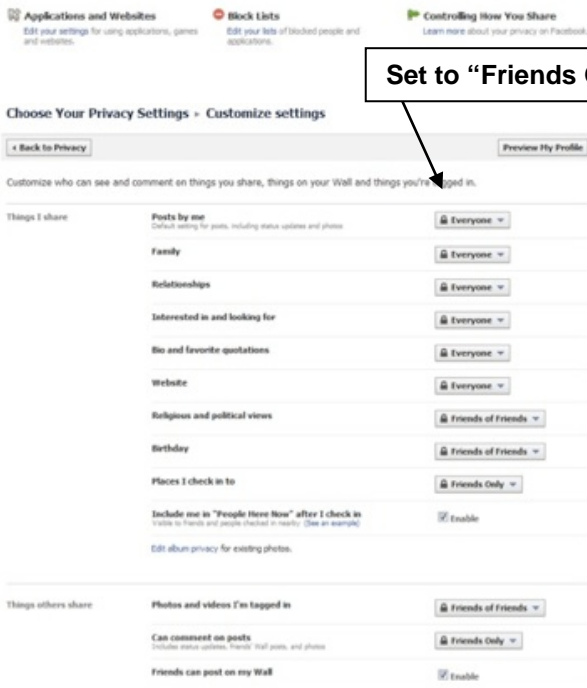 Applications and Websites
Edit your settings for using applications, games
and websites.
Block Lists
Edit your lists of blocked people and
applications.
Controlling How You Share
Learn more about your privacy on Facebook.
Set to “Friends
Choose Your Privacy Settings ▸ Customize settings
Back to Privacy
Preview My Profile
Customize who can see and comment on things you share, things on your Wall and things you're tagged in.
Things I share
Posts by me
Everyone
Default setting for posts, including status updates and photos
Family
Everyone
Relationships
Everyone
Interested in and looking for
Everyone
Bio and favorite quotations
Everyone
Website
Everyone
Religious and political views
Friends of Friends
Birthday
Friends of Friends
Places I check in to
Friends Only
Include me in "People Here Now" after I check in
Enable
Visible to friends and people checked in nearby (See an example)
Edit album privacy for existing photos.
Things others share
Photos and videos I'm tagged in
Friends of Friends
Can comment on posts
Friends Only
Includes status updates, friends' Wall posts, and photos
Friends can post on my Wall
Enable